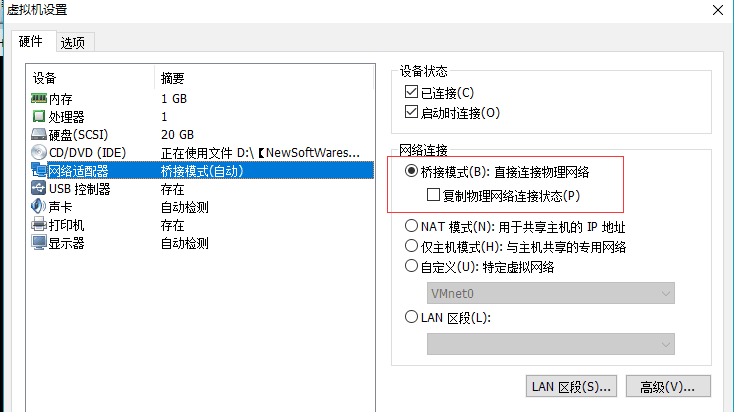 虚拟机设置
硬件 选项
设备 摘要
内存 1 GB
处理器 1
硬盘(SCSI) 20 GB
CD/DVD (IDE) 正在使用文件 D:\【NewSoftWares...
网络适配器 桥接模式(自动)
USB 控制器 存在
声卡 自动检测
打印机 存在
显示器 自动检测
设备状态
已连接(C)
启动时连接(O)
网络连接
桥接模式(B): 直接连接物理网络
复制物理网络连接状态(P)
NAT 模式(N): 用于共享主机的 IP 地址
仅主机模式(H): 与主机共享的专用网络
自定义(U): 特定虚拟网络
VMnet0
LAN 区段(L):
LAN 区段(S)... 高级(V)...